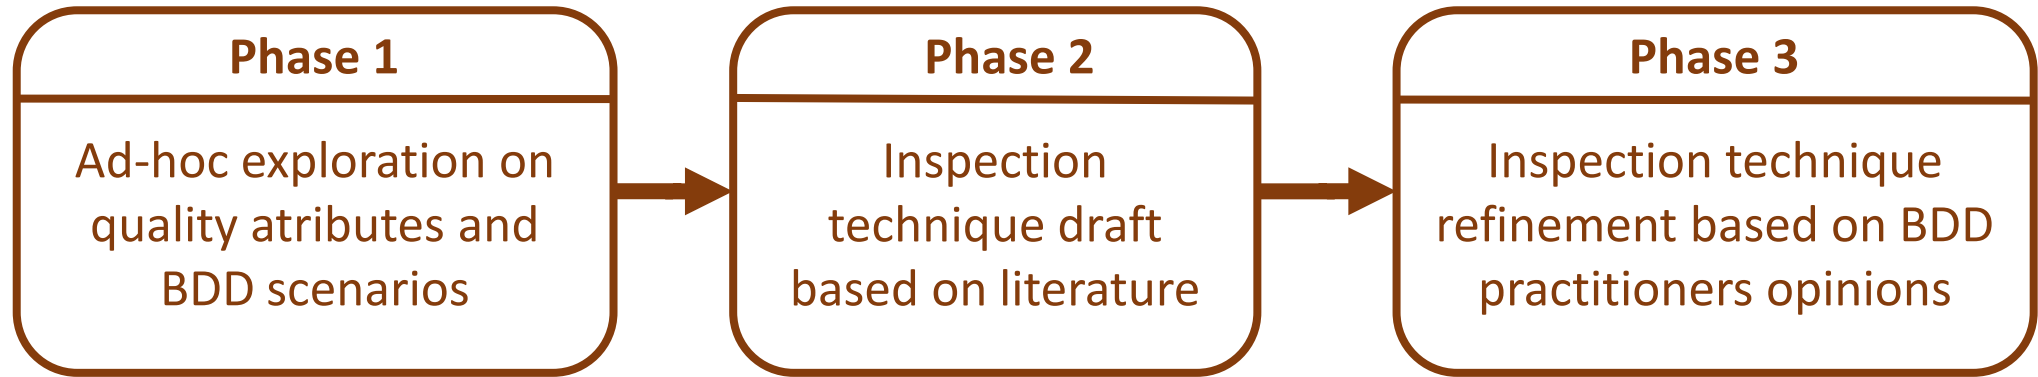 Phase 1
Ad-hoc exploration on
quality atributes and
BDD scenarios
Phase 2
Inspection
technique draft
based on literature
Phase 3
Inspection technique
refinement based on BDD
practitioners opinions